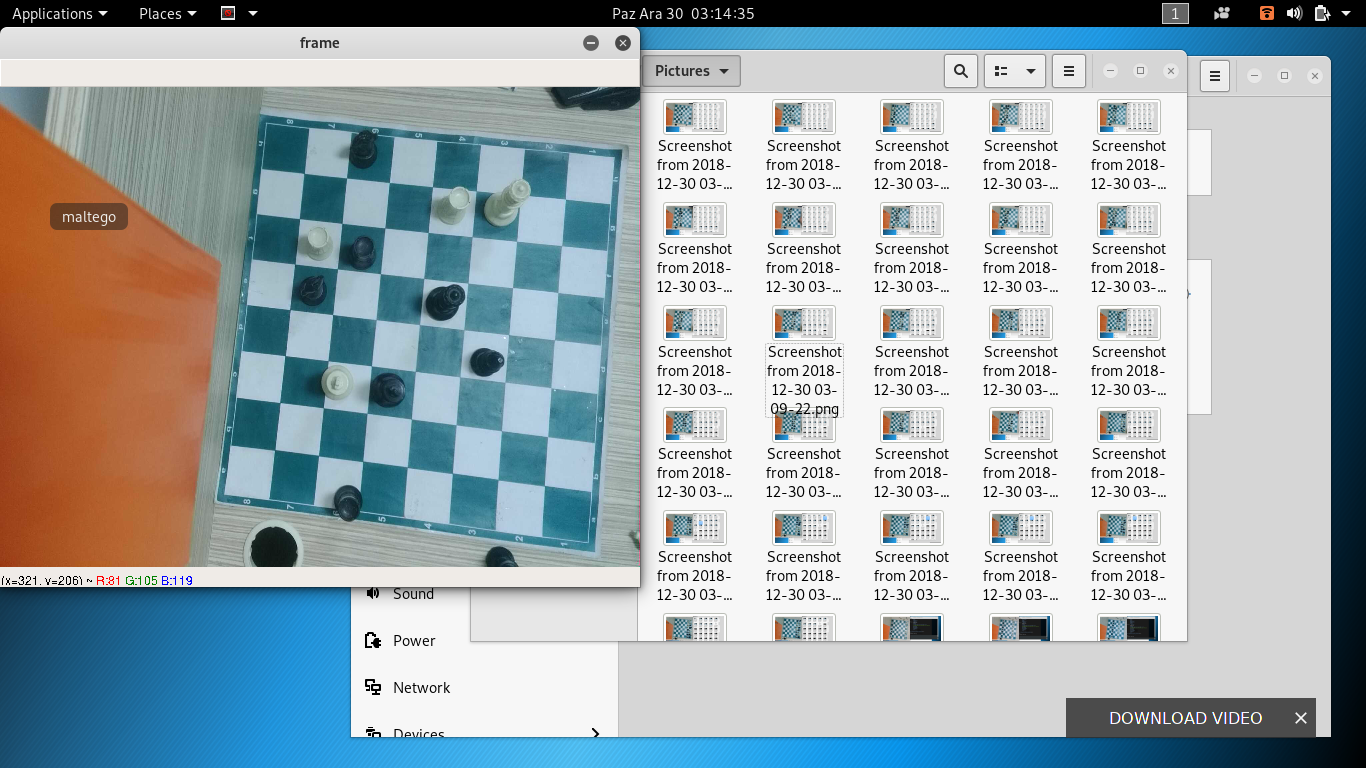 Applications
Places
Paz Ara 30 03:14:35
1
frame
Pictures
maltego
Screenshot
from 2018-
12-30 03-...
Screenshot
from 2018-
12-30 03-...
Screenshot
from 2018-
12-30 03-...
Screenshot
from 2018-
12-30 03-...
Screenshot
from 2018-
12-30 03-...
Screenshot
from 2018-
12-30 03-...
Screenshot
from 2018-
12-30 03-...
Screenshot
from 2018-
12-30 03-...
Screenshot
from 2018-
12-30 03-...
Screenshot
from 2018-
12-30 03-...
Screenshot
from 2018-
12-30 03-...
Screenshot
from 2018-
12-30 03-
09-22.png
Screenshot
from 2018-
12-30 03-...
Screenshot
from 2018-
12-30 03-...
Screenshot
from 2018-
12-30 03-...
Screenshot
from 2018-
12-30 03-...
Screenshot
from 2018-
12-30 03-...
Screenshot
from 2018-
12-30 03-...
Screenshot
from 2018-
12-30 03-...
Screenshot
from 2018-
12-30 03-...
Screenshot
from 2018-
12-30 03-...
Screenshot
from 2018-
12-30 03-...
Screenshot
from 2018-
12-30 03-...
Screenshot
from 2018-
12-30 03-...
Screenshot
from 2018-
12-30 03-...
(x=321, y=206) ~ R:81 G:105 B:119
Sound
Power
Network
Devices
DOWNLOAD VIDEO